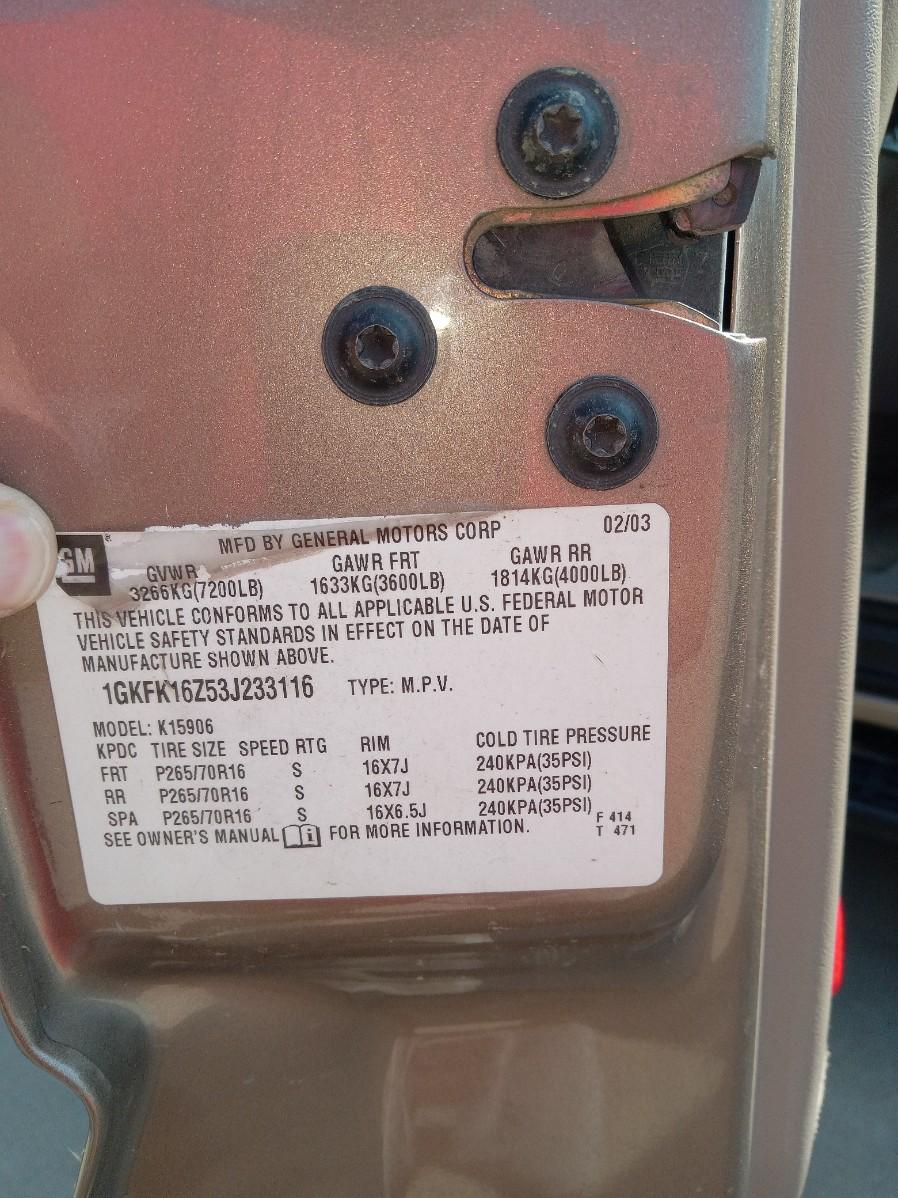 GM
MFD BY GENERAL MOTORS CORP 02/03
GVWR GAWR FRT GAWR RR
3266KG(7200LB) 1633KG(3600LB) 1814KG(4000LB)
THIS VEHICLE CONFORMS TO ALL APPLICABLE U.S. FEDERAL MOTOR
VEHICLE SAFETY STANDARDS IN EFFECT ON THE DATE OF
MANUFACTURE SHOWN ABOVE.
1GKFK16Z53J233116 TYPE: M.P.V.
MODEL: K15906
KPDC TIRE SIZE SPEED RTG RIM COLD TIRE PRESSURE
FRT P265/70R16 S 16X7J 240KPA(35PSI)
RR P265/70R16 S 16X7J 240KPA(35PSI)
SPA P265/70R16 S 16X6.5J 240KPA(35PSI)
SEE OWNER'S MANUAL FOR MORE INFORMATION.
F 414
T 471